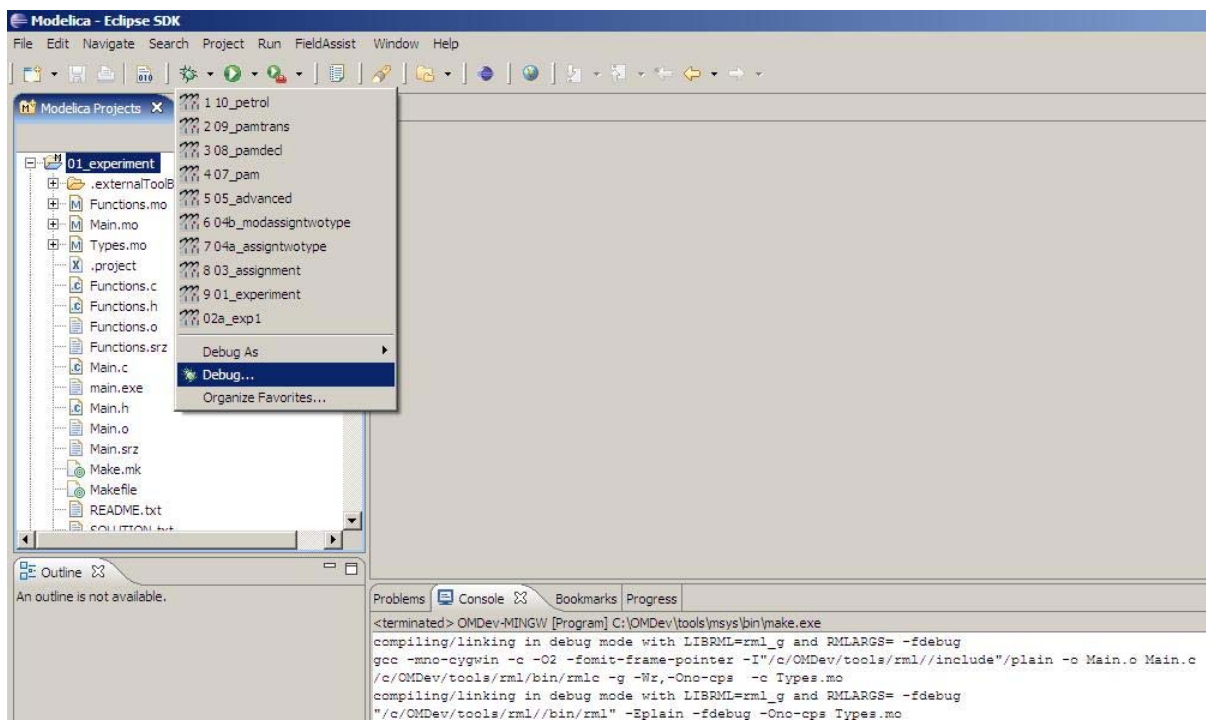 Modelica - Eclipse SDK
File Edit Navigate Search Project Run FieldAssist Window Help
Modelica Projects
1 10_petrol
2 09_pamtrans
3 08_pamdecl
4 07_pam
5 05_advanced
6 04b_modassigntwotype
7 04a_assigntwotype
8 03_assignment
9 01_experiment
02a_exp1
Debug As
Debug...
Organize Favorites...
01_experiment
.externalToolB
Functions.mo
Main.mo
Types.mo
.project
Functions.c
Functions.h
Functions.o
Functions.srz
Main.c
main.exe
Main.h
Main.o
Main.srz
Make.mk
Makefile
README.txt
SOLUTION.txt
Outline
An outline is not available.
Problems Console Bookmarks Progress
<terminated> OMDev-MINGW [Program] C:\OMDev\tools\msys\bin\make.exe
compiling/linking in debug mode with LIBRML=rml_g and RMLARGS= -fdebug
gcc -mno-cygwin -c -O2 -fomit-frame-pointer -I"/c/OMDev/tools/rml//include"/plain -o Main.o Main.c
/c/OMDev/tools/rml/bin/rmlc -g -Wr,-Ono-cps -c Types.mo
compiling/linking in debug mode with LIBRML=rml_g and RMLARGS= -fdebug
"/c/OMDev/tools/rml//bin/rml" -Eplain -fdebug -Ono-cps Types.mo